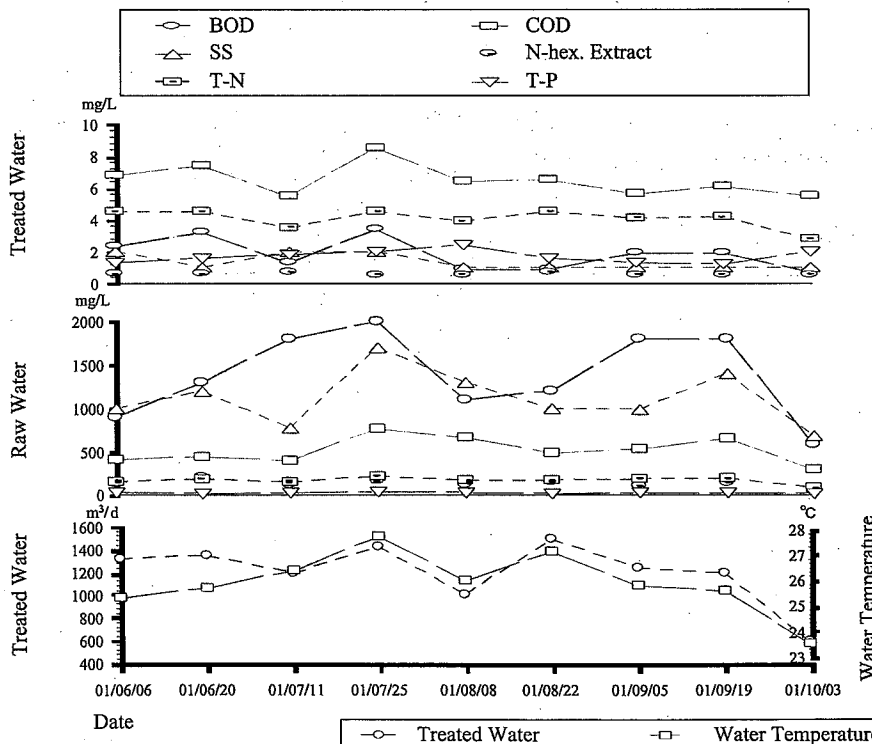 BOD COD
SS N-hex. Extract
T-N T-P
mg/L
Treated Water
10
8
6
4
2
0
mg/L
Raw Water
2000
1500
1000
500
0
m³/d °C
Treated Water
1600
1400
1200
1000
800
600
400
28
27
26
25
24
23
Water Temperature
01/06/06 01/06/20 01/07/11 01/07/25 01/08/08 01/08/22 01/09/05 01/09/19 01/10/03
Date
Treated Water Water Temperature